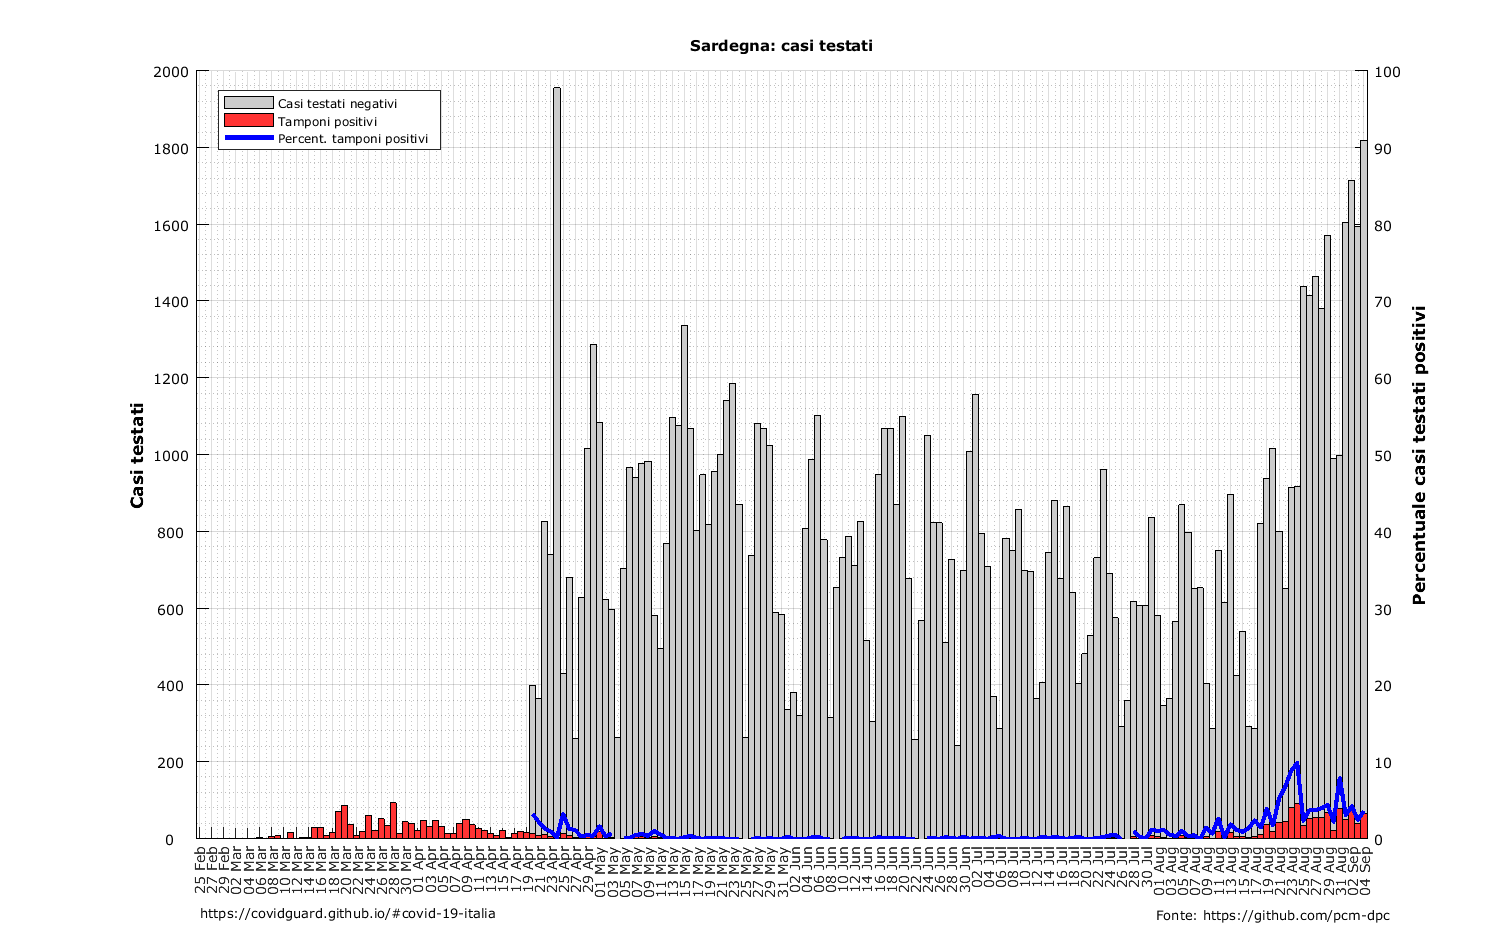 Sardegna: casi testati
Casi testati negativi
Tamponi positivi
Percent. tamponi positivi
Casi testati
2000
1800
1600
1400
1200
1000
800
600
400
200
0
100
90
80
70
60
50
40
30
20
10
0
Percentuale casi testati positivi
25 Feb
27 Feb
29 Feb
02 Mar
04 Mar
06 Mar
08 Mar
10 Mar
12 Mar
14 Mar
16 Mar
18 Mar
20 Mar
22 Mar
24 Mar
26 Mar
28 Mar
30 Mar
01 Apr
03 Apr
05 Apr
07 Apr
09 Apr
11 Apr
13 Apr
15 Apr
17 Apr
19 Apr
21 Apr
23 Apr
25 Apr
27 Apr
29 Apr
01 May
03 May
05 May
07 May
09 May
11 May
13 May
15 May
17 May
19 May
21 May
23 May
25 May
27 May
29 May
31 May
02 Jun
04 Jun
06 Jun
08 Jun
10 Jun
12 Jun
14 Jun
16 Jun
18 Jun
20 Jun
22 Jun
24 Jun
26 Jun
28 Jun
30 Jun
02 Jul
04 Jul
06 Jul
08 Jul
10 Jul
12 Jul
14 Jul
16 Jul
18 Jul
20 Jul
22 Jul
24 Jul
26 Jul
28 Jul
30 Jul
01 Aug
03 Aug
05 Aug
07 Aug
09 Aug
11 Aug
13 Aug
15 Aug
17 Aug
19 Aug
21 Aug
23 Aug
25 Aug
27 Aug
29 Aug
31 Aug
02 Sep
04 Sep
https://covidguard.github.io/#covid-19-italia
Fonte: https://github.com/pcm-dpc